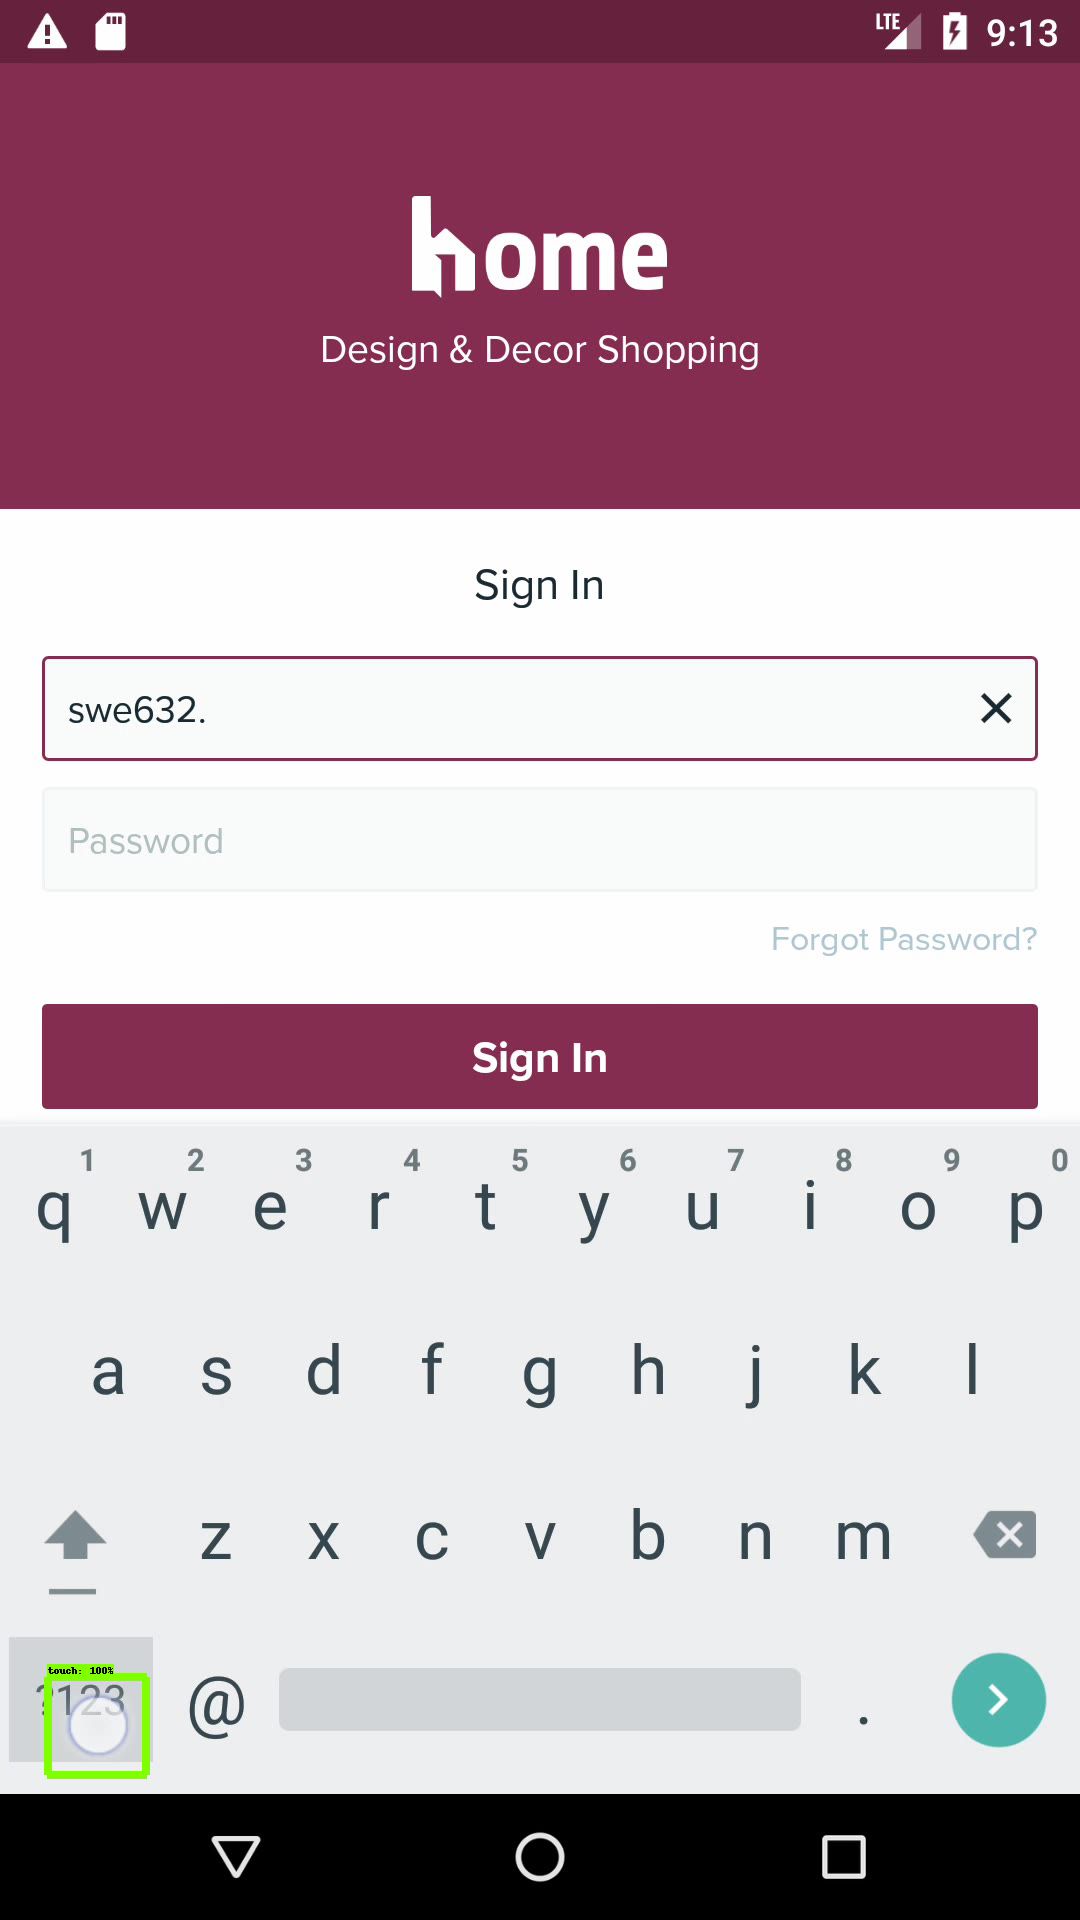 LTE 9:13
home
Design & Decor Shopping
Sign In
swe632.
Password
Forgot Password?
Sign In
1 2 3 4 5 6 7 8 9 0
q w e r t y u i o p
a s d f g h j k l
z x c v b n m
touch: 100%
?123 @ .